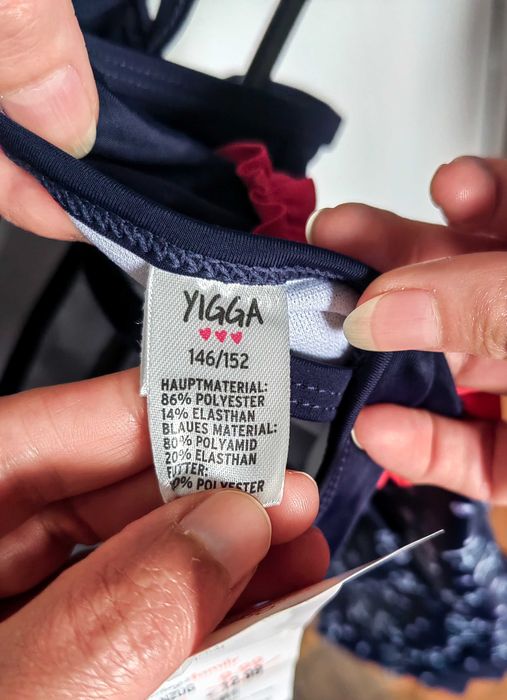 YIGGA
146/152
HAUPTMATERIAL:
86% POLYESTER
14% ELASTHAN
BLAUES MATERIAL:
80% POLYAMID
20% ELASTHAN
FUTTER:
POLYESTER